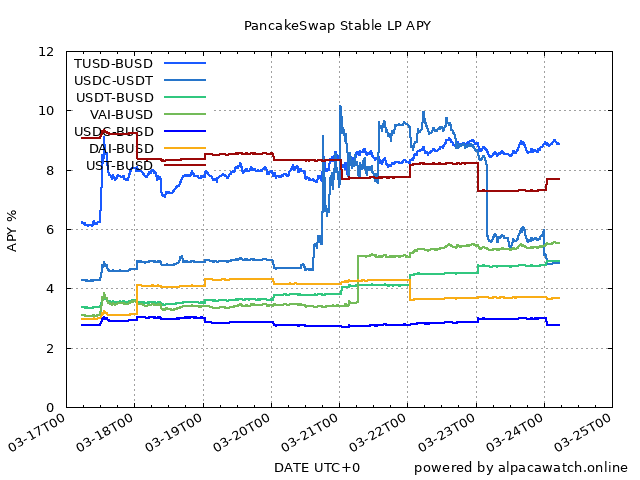 PancakeSwap Stable LP APY
12
10
8
6
4
2
0
APY %
TUSD-BUSD
USDC-USDT
USDT-BUSD
VAI-BUSD
USDC-BUSD
DAI-BUSD
UST-BUSD
03-17T00
03-18T00
03-19T00
03-20T00
03-21T00
03-22T00
03-23T00
03-24T00
03-25T00
DATE UTC+0
powered by alpacawatch.online